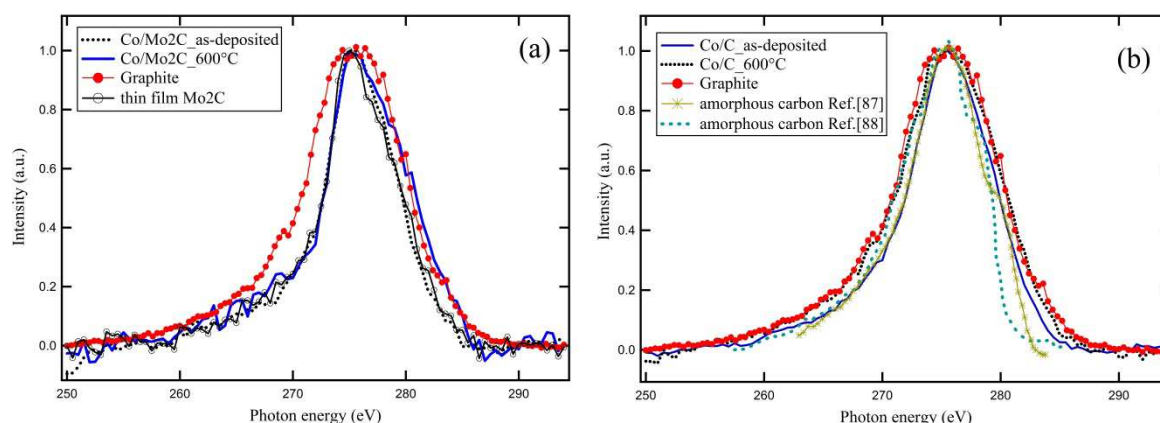 (a)
Co/Mo2C_as-deposited
Co/Mo2C_600°C
Graphite
thin film Mo2C
1.0
0.8
0.6
0.4
0.2
0.0
Intensity (a.u.)
250
260
270
280
290
Photon energy (eV)
(b)
Co/C_as-deposited
Co/C_600°C
Graphite
amorphous carbon Ref.[87]
amorphous carbon Ref.[88]
1.0
0.8
0.6
0.4
0.2
0.0
Intensity (a.u.)
250
260
270
280
290
Photon energy (eV)